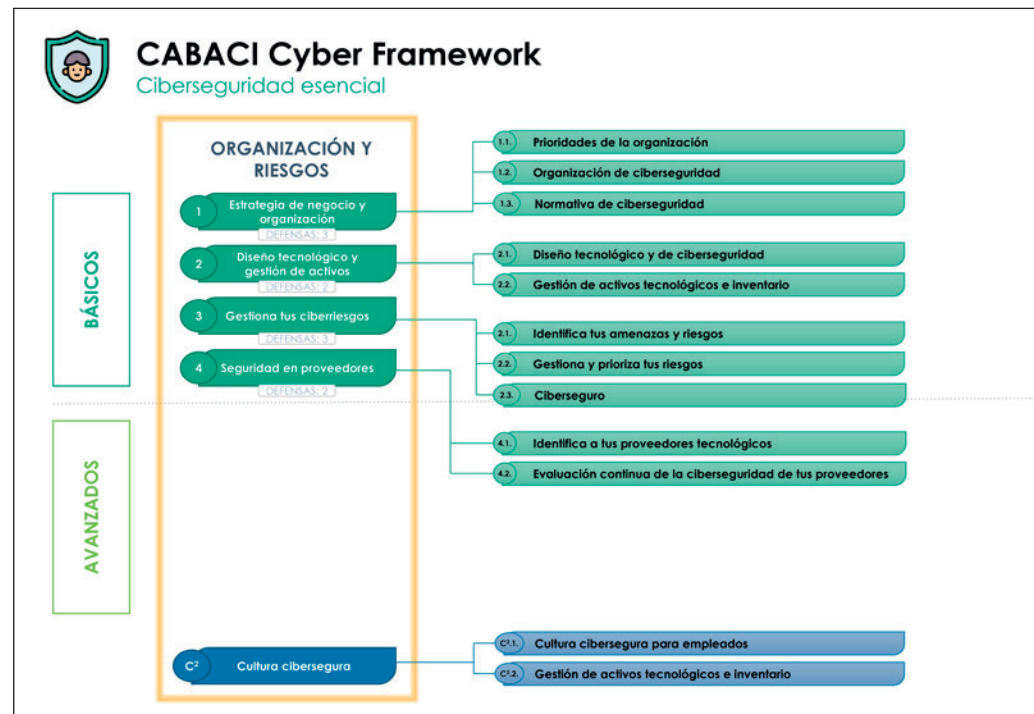 CABACI Cyber Framework
Ciberseguridad esencial
ORGANIZACIÓN Y
RIESGOS
BÁSICOS
1 Estrategia de negocio y
organización
DEFENSAS: 3
2 Diseño tecnológico y
gestión de activos
DEFENSAS: 2
3 Gestiona tus ciberriesgos
DEFENSAS: 3
4 Seguridad en proveedores
DEFENSAS: 2
1.1. Prioridades de la organización
1.2. Organización de ciberseguridad
1.3. Normativa de ciberseguridad
2.1. Diseño tecnológico y de ciberseguridad
2.2. Gestión de activos tecnológicos e inventario
2.1. Identifica tus amenazas y riesgos
2.2. Gestiona y prioriza tus riesgos
2.3. Ciberseguro
4.1. Identifica a tus proveedores tecnológicos
4.2. Evaluación continua de la ciberseguridad de tus proveedores
AVANZADOS
C² Cultura cibersegura
C².1. Cultura cibersegura para empleados
C².2. Gestión de activos tecnológicos e inventario